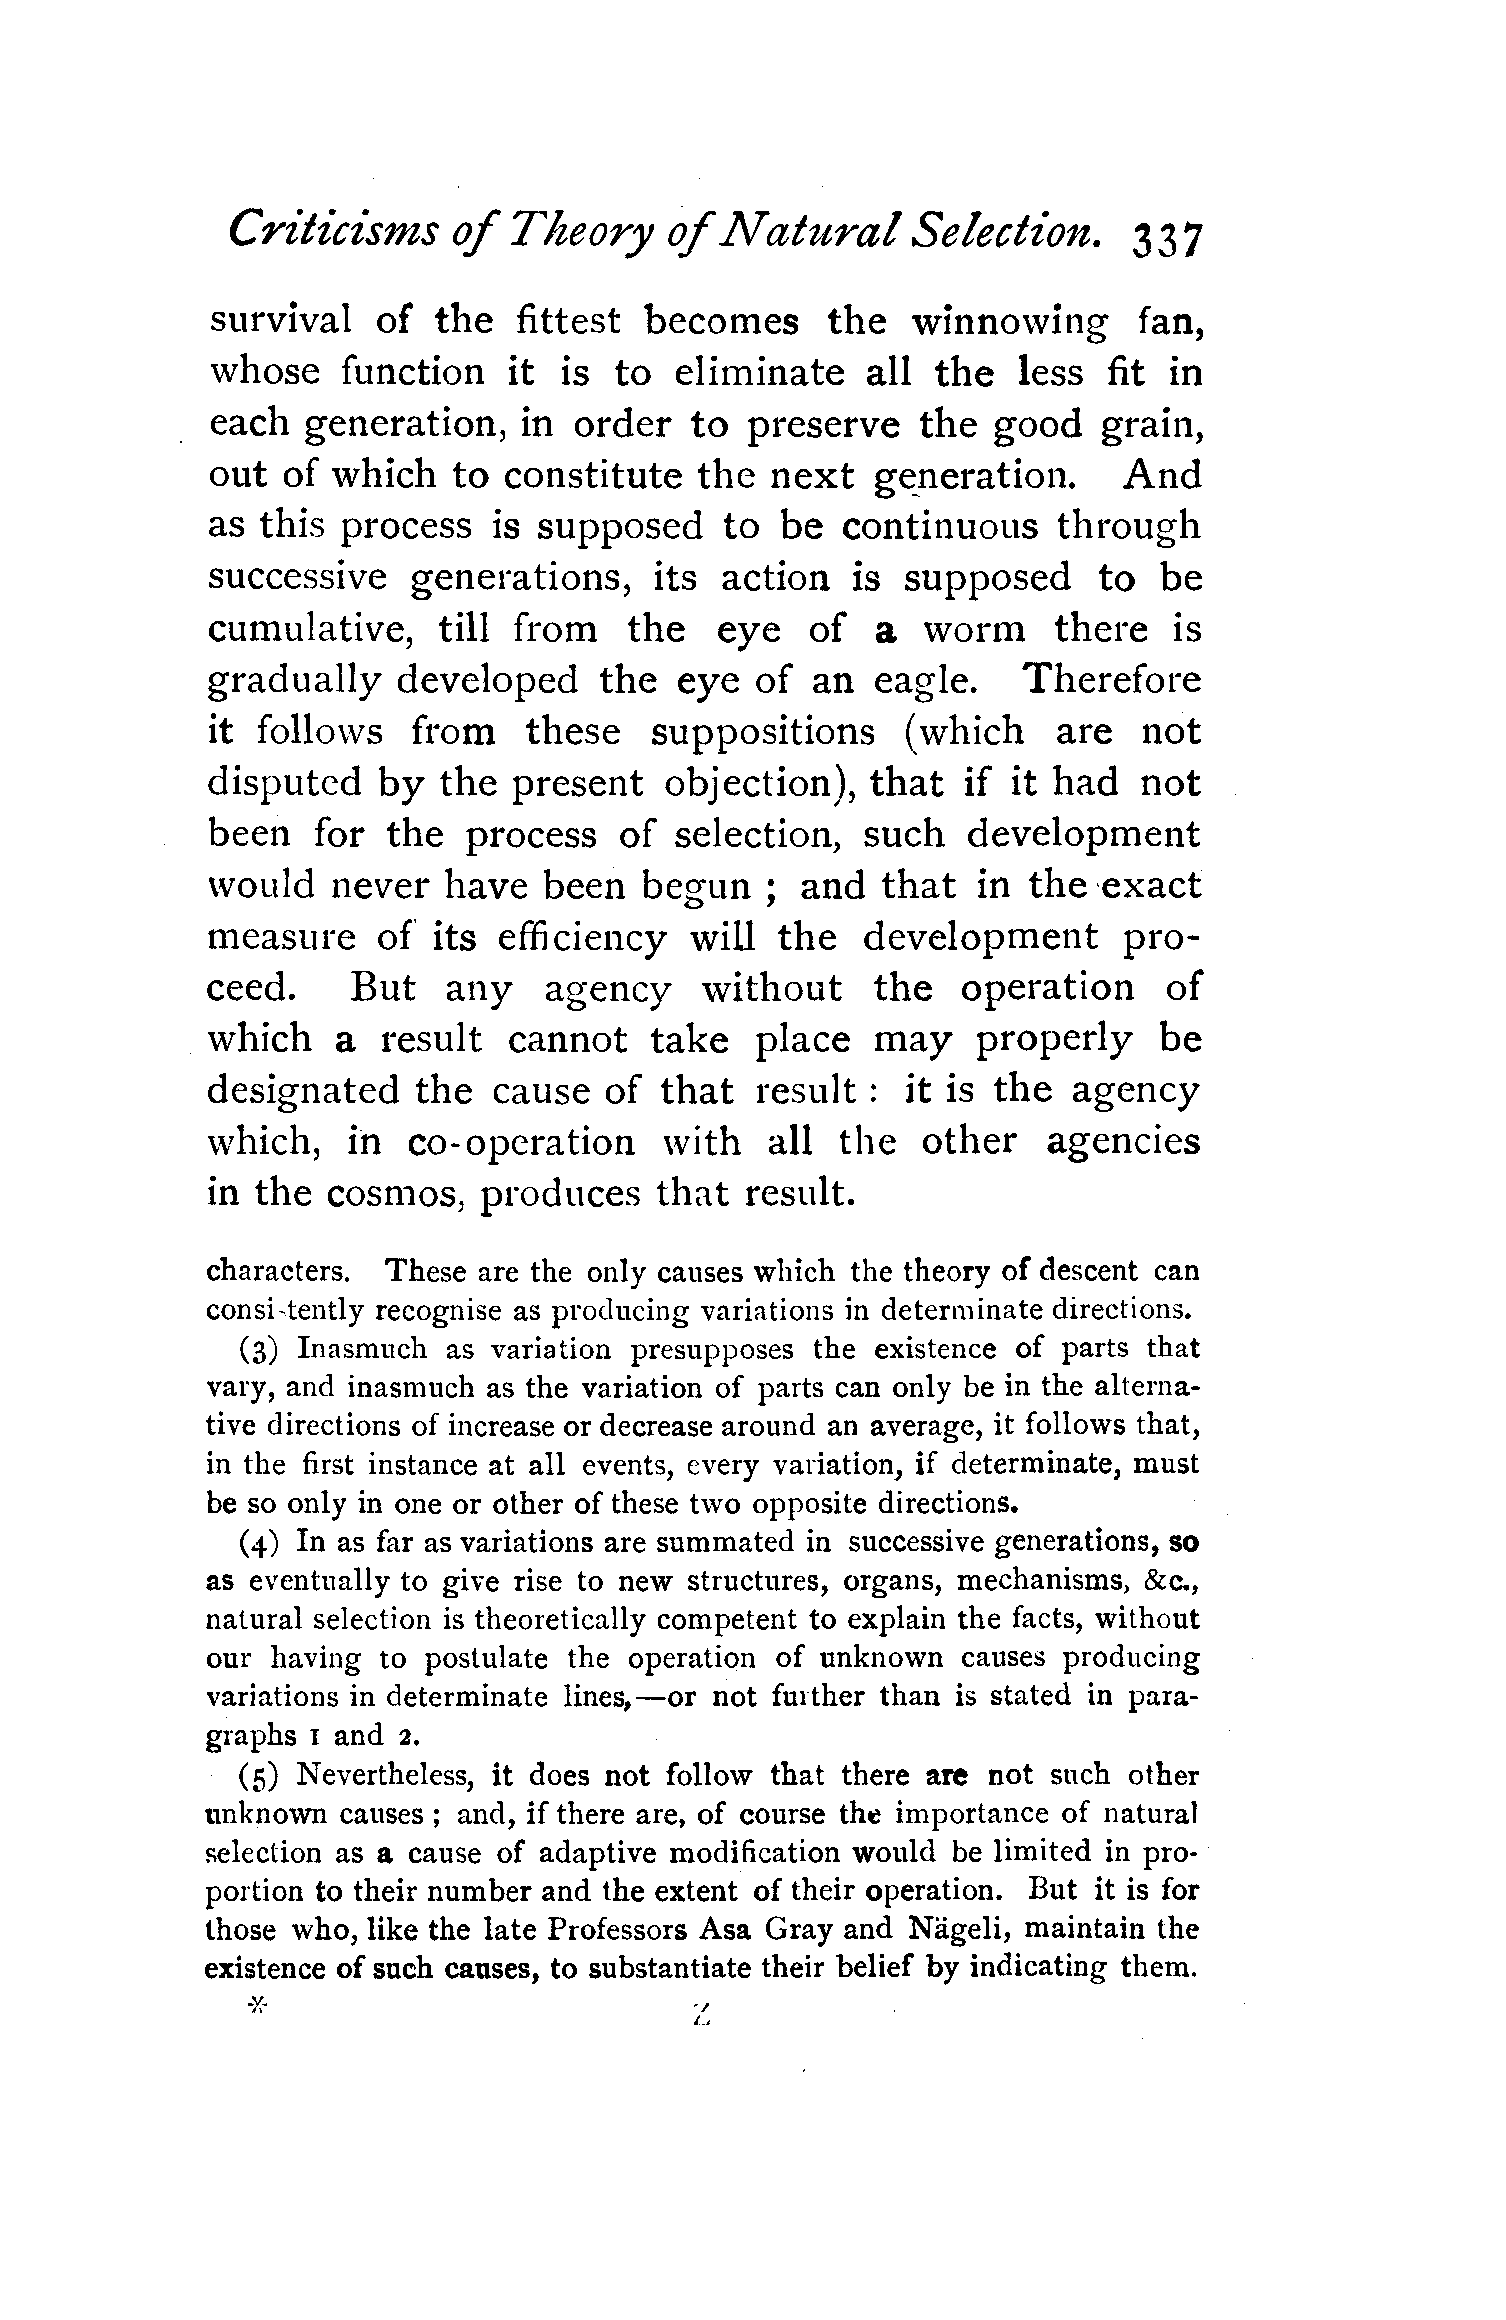 Criticisms of Theory of Natural Selection. 337
survival of the fittest becomes the winnowing fan,
whose function it is to eliminate all the less fit in
each generation, in order to preserve the good grain,
out of which to constitute the next generation. And
as this process is supposed to be continuous through
successive generations, its action is supposed to be
cumulative, till from the eye of a worm there is
gradually developed the eye of an eagle. Therefore
it follows from these suppositions (which are not
disputed by the present objection), that if it had not
been for the process of selection, such development
would never have been begun ; and that in the exact
measure of its efficiency will the development pro-
ceed. But any agency without the operation of
which a result cannot take place may properly be
designated the cause of that result : it is the agency
which, in co-operation with all the other agencies
in the cosmos, produces that result.
characters. These are the only causes which the theory of descent can
consi-tently recognise as producing variations in determinate directions.
(3) Inasmuch as variation presupposes the existence of parts that
vary, and inasmuch as the variation of parts can only be in the alterna-
tive directions of increase or decrease around an average, it follows that,
in the first instance at all events, every variation, if determinate, must
be so only in one or other of these two opposite directions.
(4) In as far as variations are summated in successive generations, so
as eventually to give rise to new structures, organs, mechanisms, &c.,
natural selection is theoretically competent to explain the facts, without
our having to postulate the operation of unknown causes producing
variations in determinate lines,—or not further than is stated in para-
graphs 1 and 2.
(5) Nevertheless, it does not follow that there are not such other
unknown causes ; and, if there are, of course the importance of natural
selection as a cause of adaptive modification would be limited in pro-
portion to their number and the extent of their operation. But it is for
those who, like the late Professors Asa Gray and Nägeli, maintain the
existence of such causes, to substantiate their belief by indicating them.
* Z